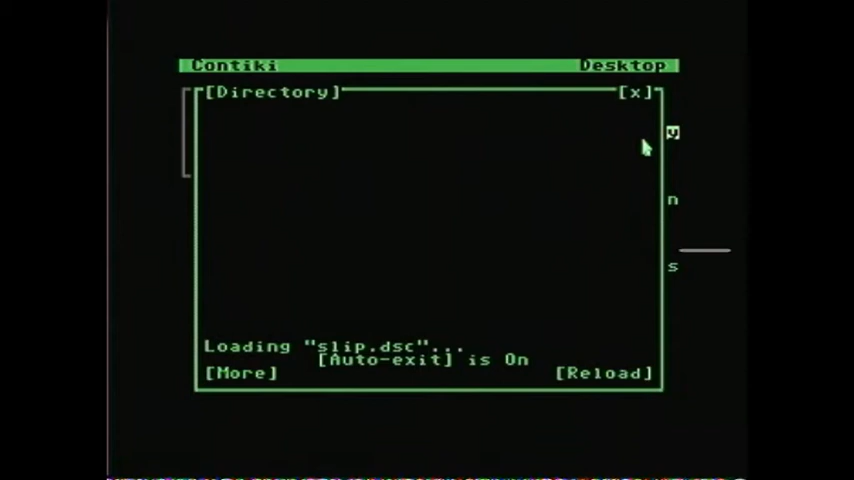 Contiki Desktop
[Directory] [x]
y
n
s
Loading "slip.dsc"...
[Auto-exit] is On
[More] [Reload]